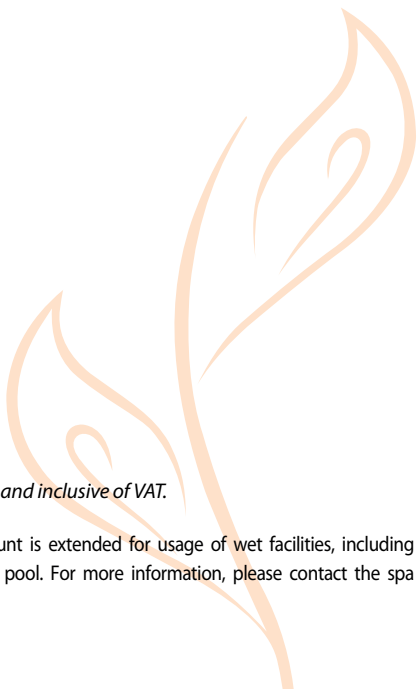 and inclusive of VAT.
unt is extended for usage of wet facilities, including
pool. For more information, please contact the spa